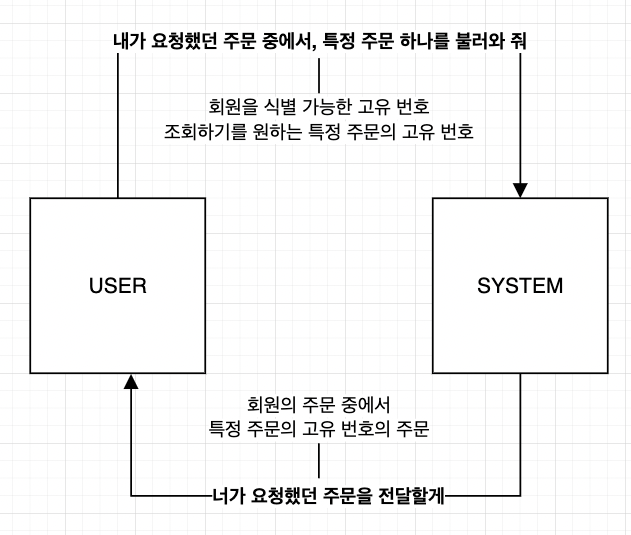 내가 요청했던 주문 중에서, 특정 주문 하나를 불러와 줘
회원을 식별 가능한 고유 번호
조회하기를 원하는 특정 주문의 고유 번호
USER
SYSTEM
회원의 주문 중에서
특정 주문의 고유 번호의 주문
너가 요청했던 주문을 전달할게